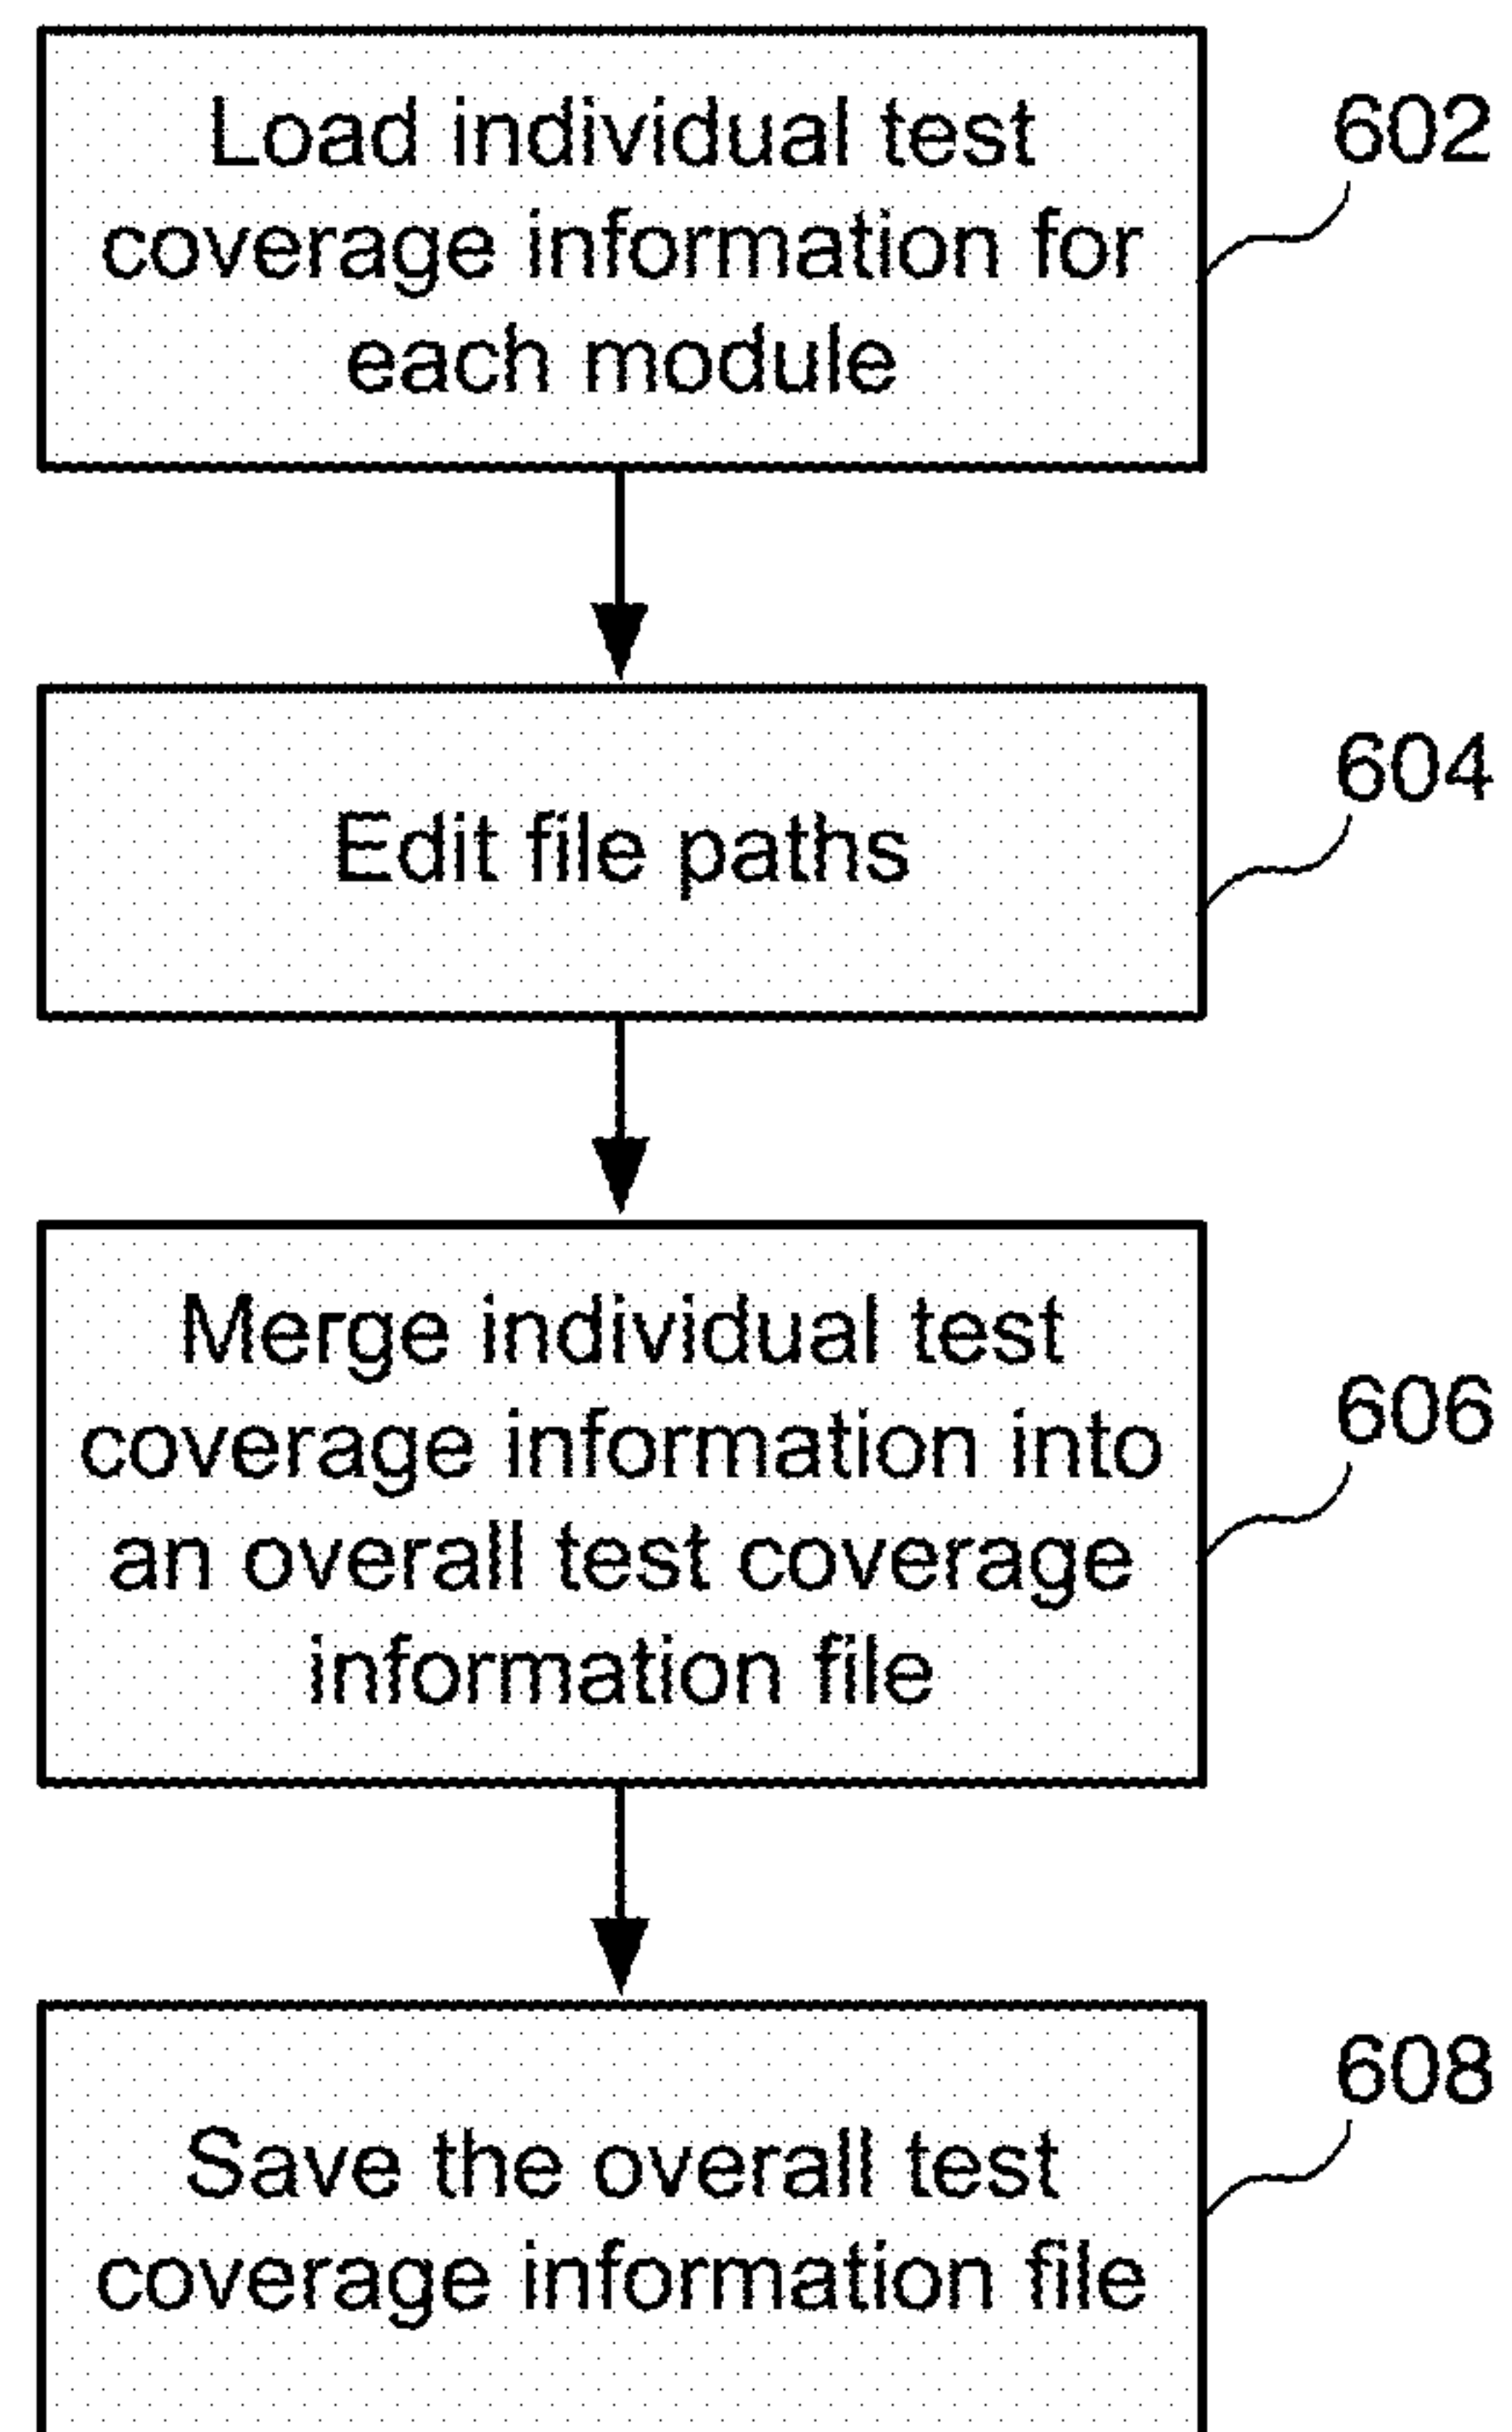 Load individual test
coverage information for
each module
602
Edit file paths
604
Merge individual test
coverage information into
an overall test coverage
information file
606
Save the overall test
coverage information file
608